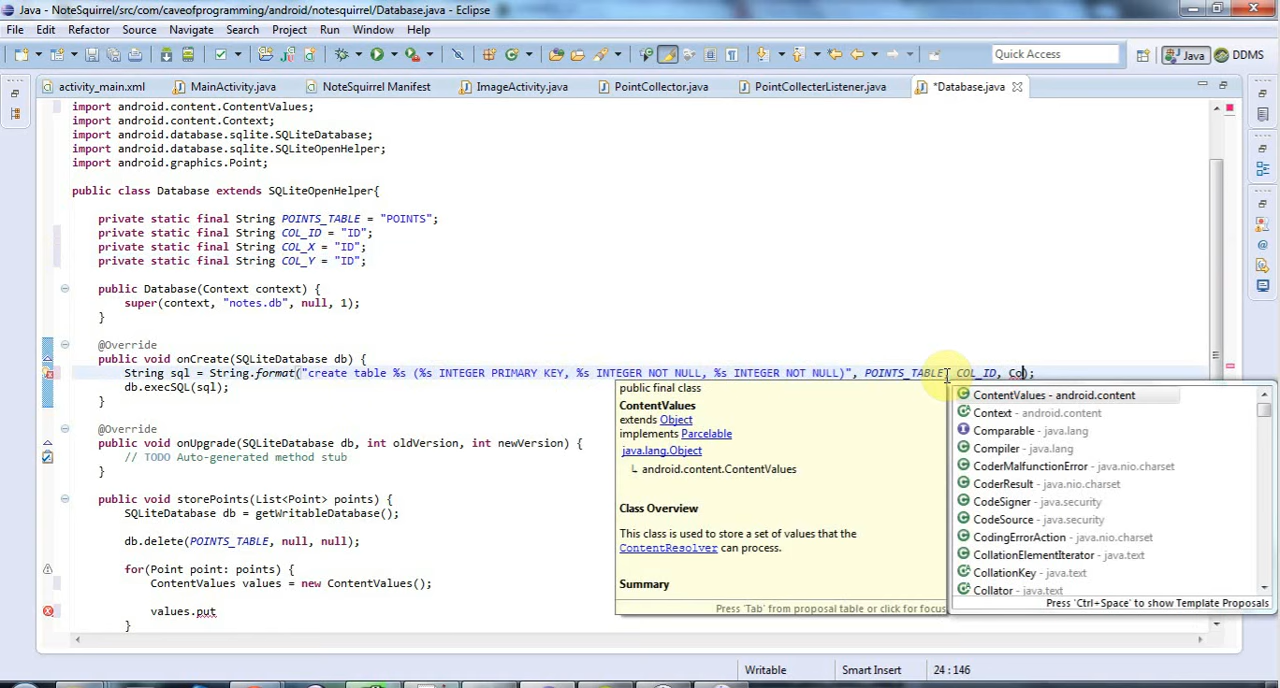 Java - NoteSquirrel/src/com/caveofprogramming/android/notesquirrel/Database.java - Eclipse
File Edit Refactor Source Navigate Search Project Run Window Help
Quick Access Java DDMS
activity_main.xml MainActivity.java NoteSquirrel Manifest ImageActivity.java PointCollector.java PointCollecterListener.java *Database.java
import android.content.ContentValues;
import android.content.Context;
import android.database.sqlite.SQLiteDatabase;
import android.database.sqlite.SQLiteOpenHelper;
import android.graphics.Point;
public class Database extends SQLiteOpenHelper{
private static final String POINTS_TABLE = "POINTS";
private static final String COL_ID = "ID";
private static final String COL_X = "ID";
private static final String COL_Y = "ID";
public Database(Context context) {
super(context, "notes.db", null, 1);
}
@Override
public void onCreate(SQLiteDatabase db) {
String sql = String.format("create table %s (%s INTEGER PRIMARY KEY, %s INTEGER NOT NULL, %s INTEGER NOT NULL)", POINTS_TABLE, COL_ID, Co);
db.execSQL(sql);
}
@Override
public void onUpgrade(SQLiteDatabase db, int oldVersion, int newVersion) {
// TODO Auto-generated method stub
}
public void storePoints(List<Point> points) {
SQLiteDatabase db = getWritableDatabase();
db.delete(POINTS_TABLE, null, null);
for(Point point: points) {
ContentValues values = new ContentValues();
values.put
}
public final class
ContentValues
extends Object
implements Parcelable
java.lang.Object
android.content.ContentValues
Class Overview
This class is used to store a set of values that the
ContentResolver can process.
Summary
Press 'Tab' from proposal table or click for focus
ContentValues - android.content
Context - android.content
Comparable - java.lang
Compiler - java.lang
CoderMalfunctionError - java.nio.charset
CoderResult - java.nio.charset
CodeSigner - java.security
CodeSource - java.security
CodingErrorAction - java.nio.charset
CollationElementIterator - java.text
CollationKey - java.text
Collator - java.text
Press 'Ctrl+Space' to show Template Proposals
Writable Smart Insert 24 : 146